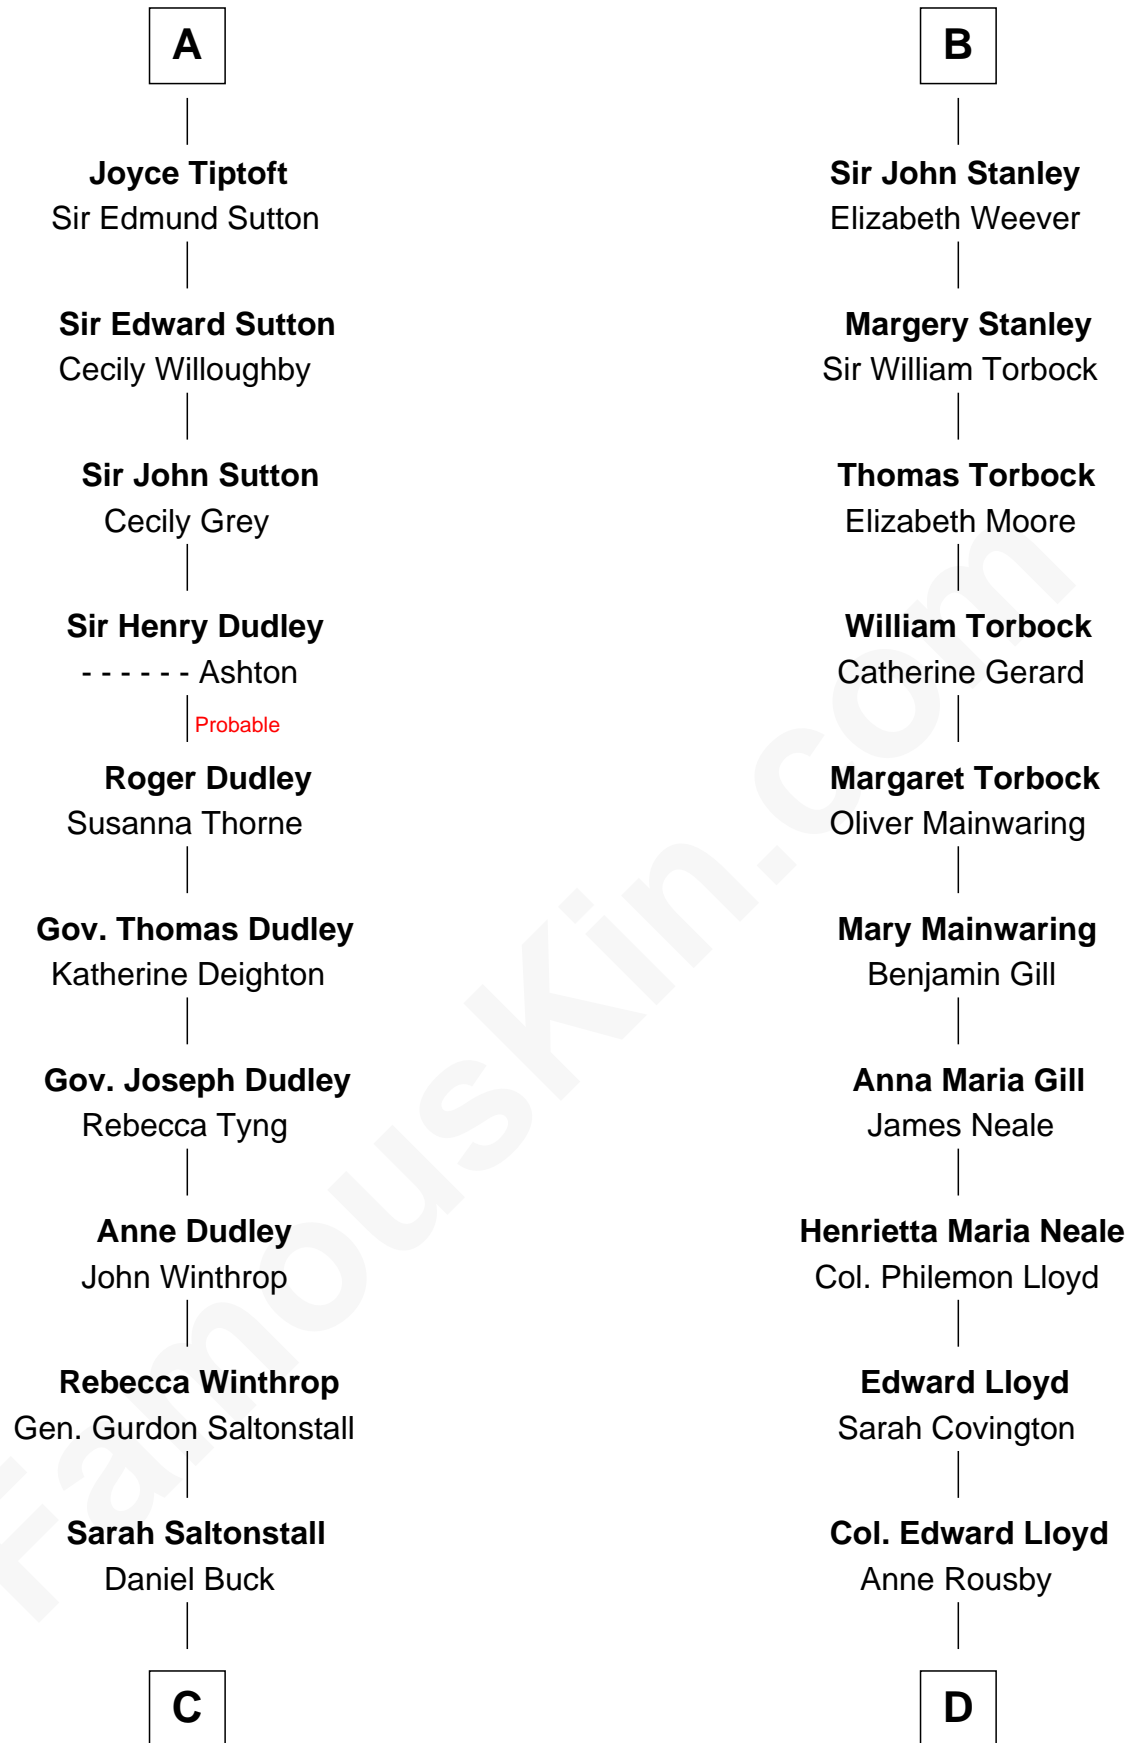 A
Joyce Tiptoft
Sir Edmund Sutton
Sir Edward Sutton
Cecily Willoughby
Sir John Sutton
Cecily Grey
Sir Henry Dudley
- - - - - - Ashton
Probable
Roger Dudley
Susanna Thorne
Gov. Thomas Dudley
Katherine Deighton
Gov. Joseph Dudley
Rebecca Tyng
Anne Dudley
John Winthrop
Rebecca Winthrop
Gen. Gurdon Saltonstall
Sarah Saltonstall
Daniel Buck
C
B
Sir John Stanley
Elizabeth Weever
Margery Stanley
Sir William Torbock
Thomas Torbock
Elizabeth Moore
William Torbock
Catherine Gerard
Margaret Torbock
Oliver Mainwaring
Mary Mainwaring
Benjamin Gill
Anna Maria Gill
James Neale
Henrietta Maria Neale
Col. Philemon Lloyd
Edward Lloyd
Sarah Covington
Col. Edward Lloyd
Anne Rousby
D
FamousKin.com